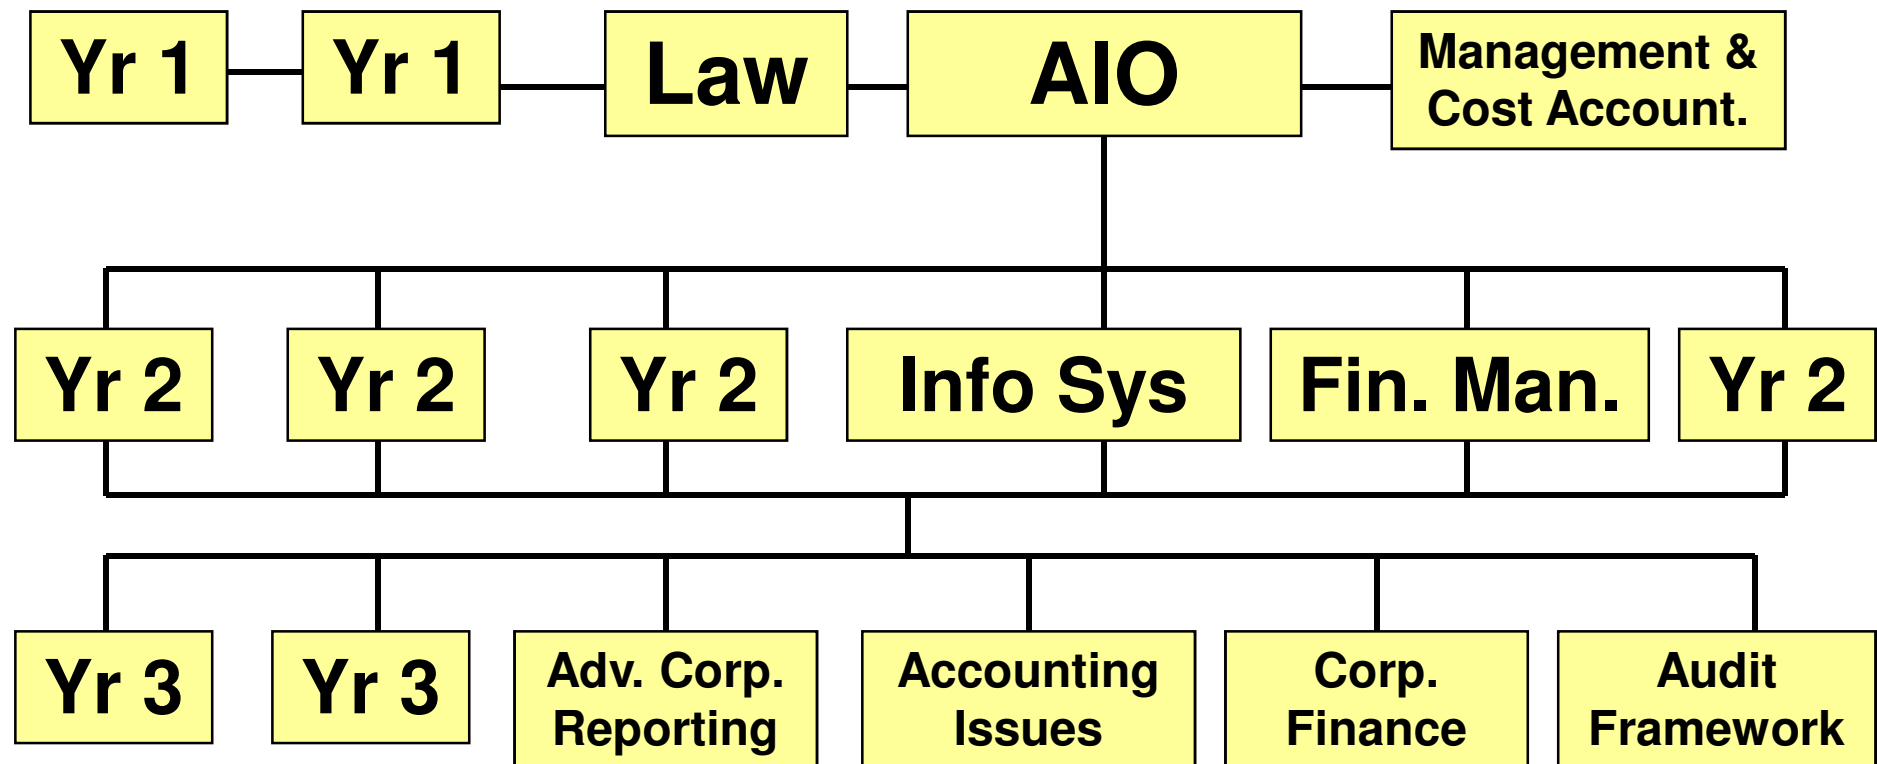 Yr 1
Yr 1
Law
AIO
Management &
Cost Account.
Yr 2
Yr 2
Yr 2
Info Sys
Fin. Man.
Yr 2
Yr 3
Yr 3
Adv. Corp.
Reporting
Accounting
Issues
Corp.
Finance
Audit
Framework